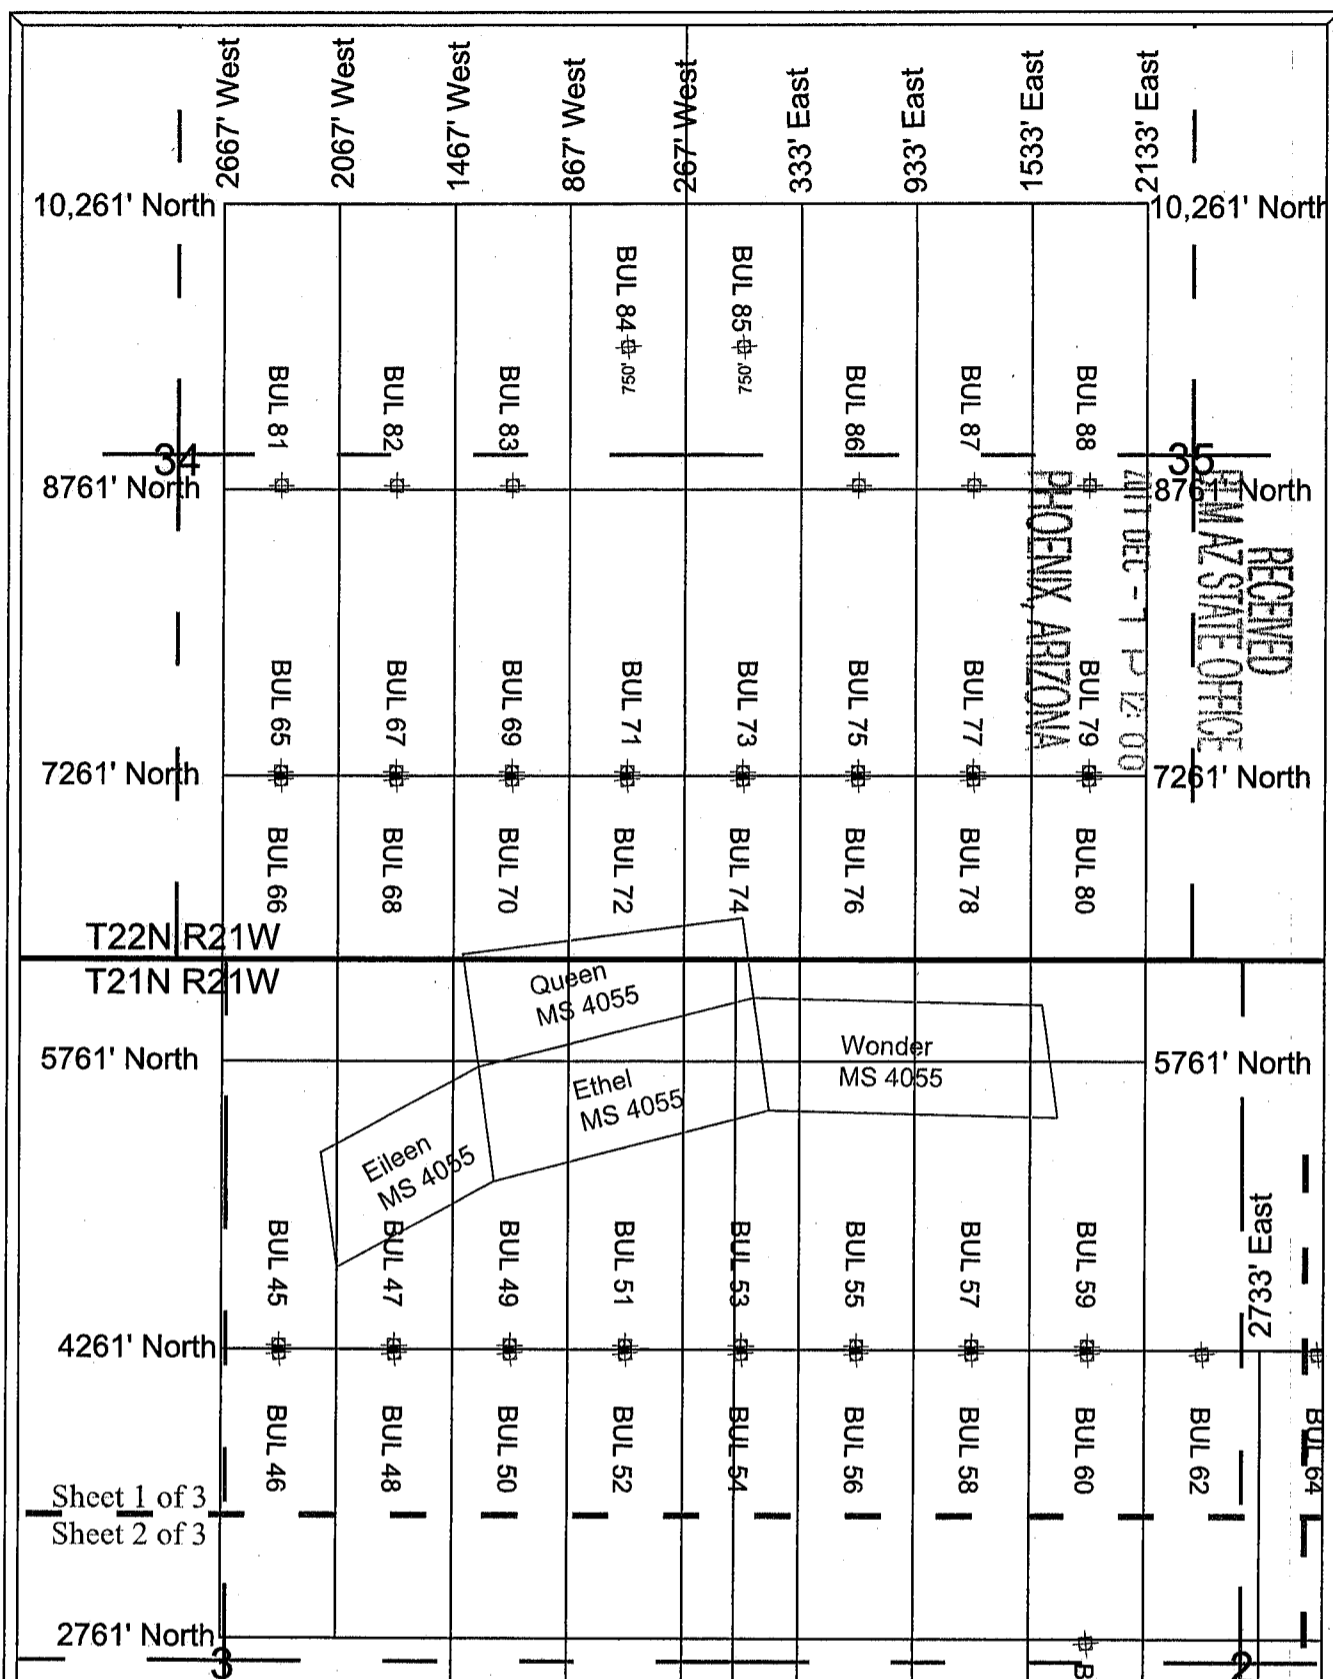 2667' West
2067' West
1467' West
867' West
267' West
333' East
933' East
1533' East
2133' East
10,261' North
10,261' North
BUL 84
750'
BUL 85
750'
BUL 81
BUL 82
BUL 83
BUL 86
BUL 87
BUL 88
34
35
8761' North
8761' North
RECEIVED
BLM AZ STATE OFFICE
DEC - 1 P 12: 00
PHOENIX, ARIZONA
BUL 65
BUL 67
BUL 69
BUL 71
BUL 73
BUL 75
BUL 77
BUL 79
7261' North
7261' North
BUL 66
BUL 68
BUL 70
BUL 72
BUL 74
BUL 76
BUL 78
BUL 80
T22N R21W
T21N R21W
Queen
MS 4055
5761' North
Wonder
MS 4055
5761' North
Ethel
MS 4055
Eileen
MS 4055
2733' East
BUL 45
BUL 47
BUL 49
BUL 51
BUL 53
BUL 55
BUL 57
BUL 59
4261' North
BUL 46
BUL 48
BUL 50
BUL 52
BUL 54
BUL 56
BUL 58
BUL 60
BUL 62
BUL 64
Sheet 1 of 3
Sheet 2 of 3
2761' North
3
2
B